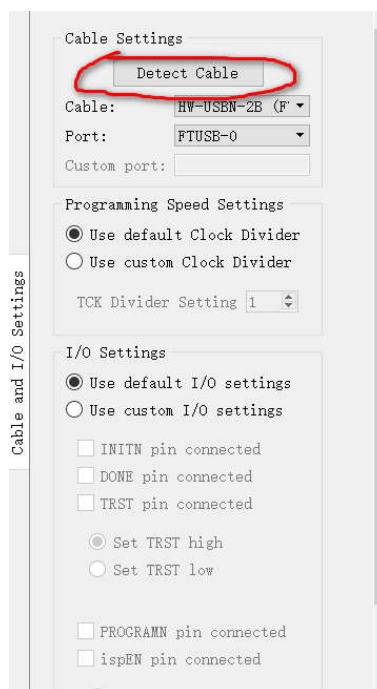 Cable Settings
Detect Cable
Cable: HW-USBN-2B (F
Port: FTUSB-0
Custom port:
Programming Speed Settings
Use default Clock Divider
Use custom Clock Divider
TCK Divider Setting 1
Cable and I/O Settings
I/O Settings
Use default I/O settings
Use custom I/O settings
INITN pin connected
DONE pin connected
TRST pin connected
Set TRST high
Set TRST low
PROGRAMN pin connected
ispEN pin connected